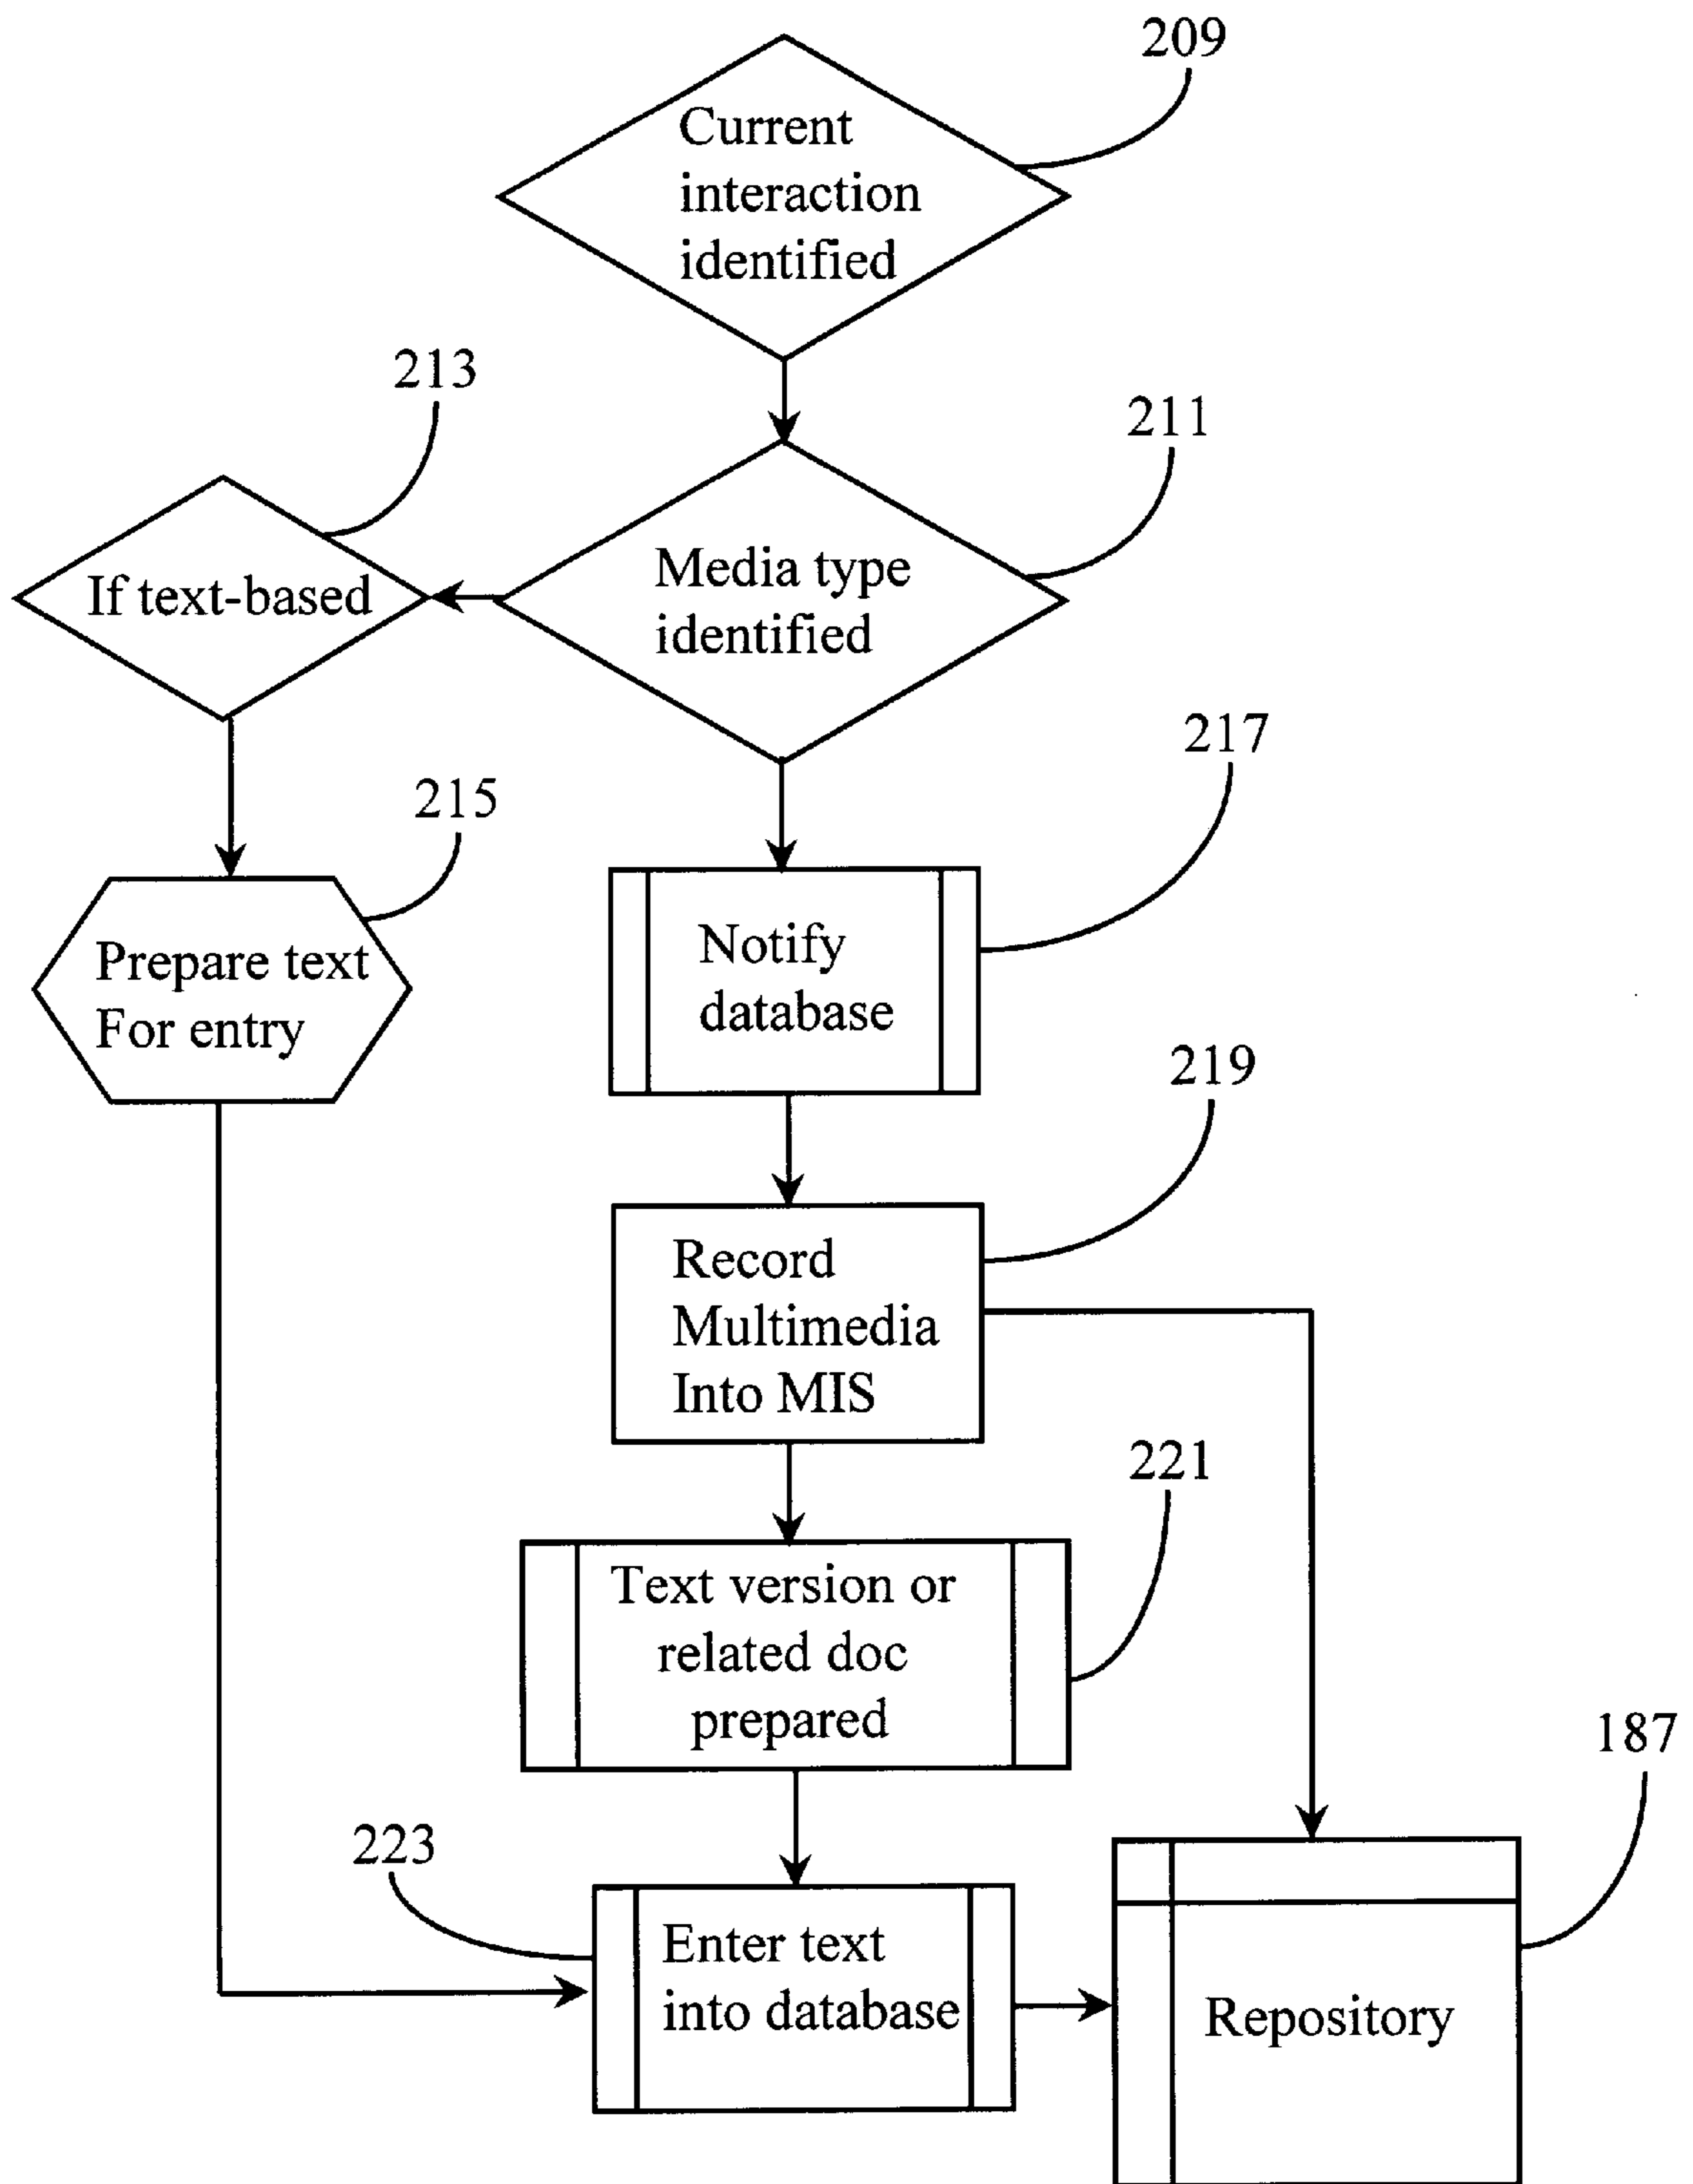 209
Current
interaction
identified
213
211
If text-based
Media type
identified
217
215
Prepare text
For entry
Notify
database
219
Record
Multimedia
Into MIS
221
Text version or
related doc
prepared
187
223
Enter text
into database
Repository